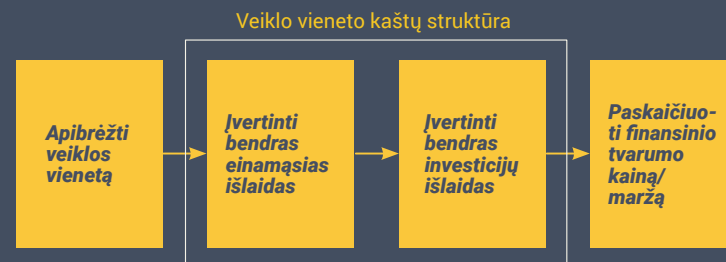 Veiklo vieneto kaštų struktūra
Apibrėžti
veiklos
vienetą
Įvertinti
bendras
einamąsias
išlaidas
Įvertinti
bendras
investicijų
išlaidas
Paskaičiuo-
ti finansinio
tvarumo
kainą/
maržą